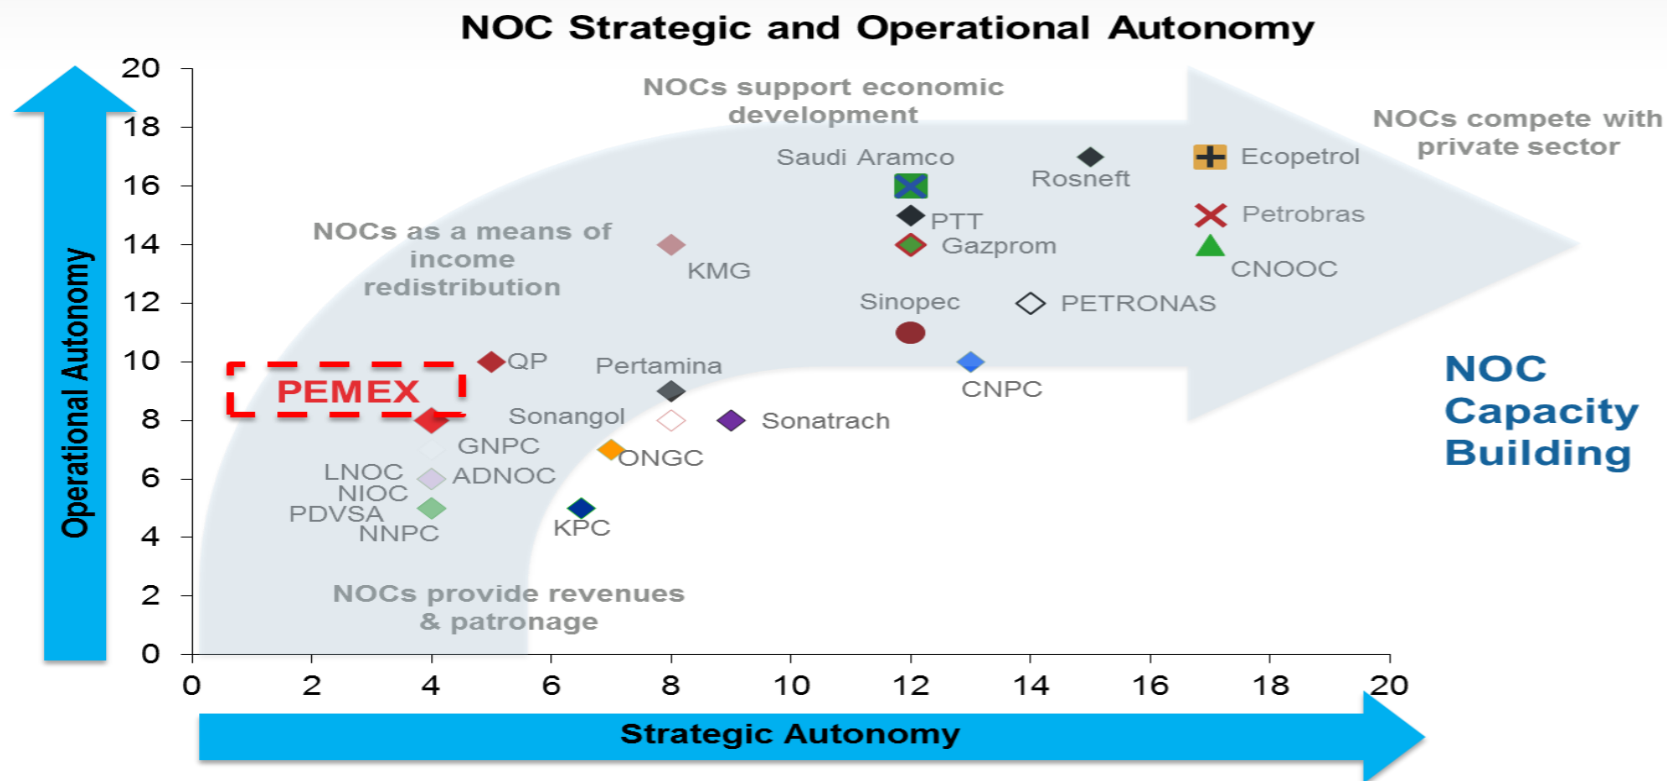 NOC Strategic and Operational Autonomy
20
18
16
14
12
10
8
6
4
2
0
Operational Autonomy
NOCs support economic
development
NOCs compete with
private sector
Saudi Aramco
Rosneft
Ecopetrol
PTT
Petrobras
NOCs as a means of
income
redistribution
Gazprom
KMG
CNOOC
Sinopec
PETRONAS
QP
Pertamina
PEMEX
CNPC
NOC
Capacity
Building
Sonangol
Sonatrach
GNPC
ONGC
LNOC
ADNOC
NIOC
PDVSA
NNPC
KPC
NOCs provide revenues
& patronage
0 2 4 6 8 10 12 14 16 18 20
Strategic Autonomy